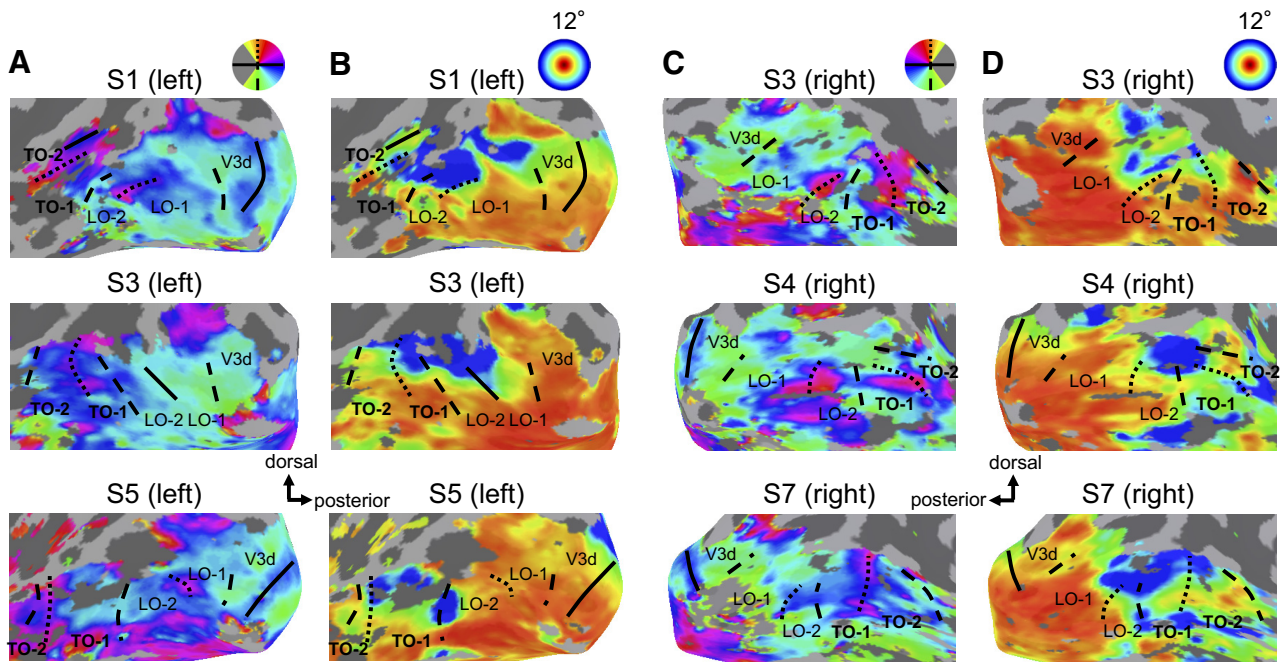 12°
12°
A
B
C
D
S1 (left)
S3 (right)
S3 (right)
TO-2
V3d
TO-1
LO-2
LO-1
TO-2
V3d
TO-1
LO-2
LO-1
V3d
LO-1
LO-2
TO-1
TO-2
V3d
LO-1
LO-2
TO-1
TO-2
S3 (left)
S3 (left)
S4 (right)
S4 (right)
V3d
TO-2
TO-1
LO-2
LO-1
V3d
TO-2
TO-1
LO-2
LO-1
V3d
LO-1
LO-2
TO-1
TO-2
V3d
LO-1
LO-2
TO-1
TO-2
dorsal
posterior
dorsal
posterior
S5 (left)
S5 (left)
S7 (right)
S7 (right)
V3d
LO-1
LO-2
TO-1
TO-2
V3d
LO-1
LO-2
TO-1
TO-2
V3d
LO-1
LO-2
TO-1
TO-2
V3d
LO-1
LO-2
TO-1
TO-2
S1 (left)